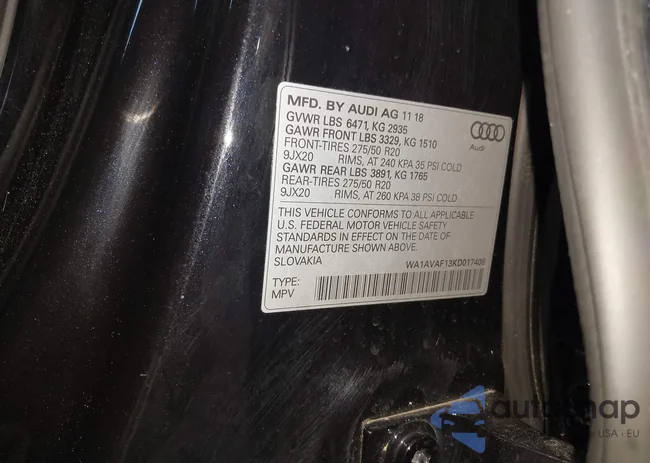 MFD. BY AUDI AG 11 18
GVWR LBS 6471, KG 2935
GAWR FRONT LBS 3329, KG 1510
FRONT-TIRES 275/50 R20
9JX20 RIMS, AT 240 KPA 35 PSI COLD
GAWR REAR LBS 3891, KG 1765
REAR-TIRES 275/50 R20
9JX20 RIMS, AT 260 KPA 38 PSI COLD
Audi
THIS VEHICLE CONFORMS TO ALL APPLICABLE
U.S. FEDERAL MOTOR VEHICLE SAFETY
STANDARDS IN EFFECT ON THE DATE OF
MANUFACTURE SHOWN ABOVE.
SLOVAKIA WA1AVAF13KD017406
TYPE:
MPV
USA - EU